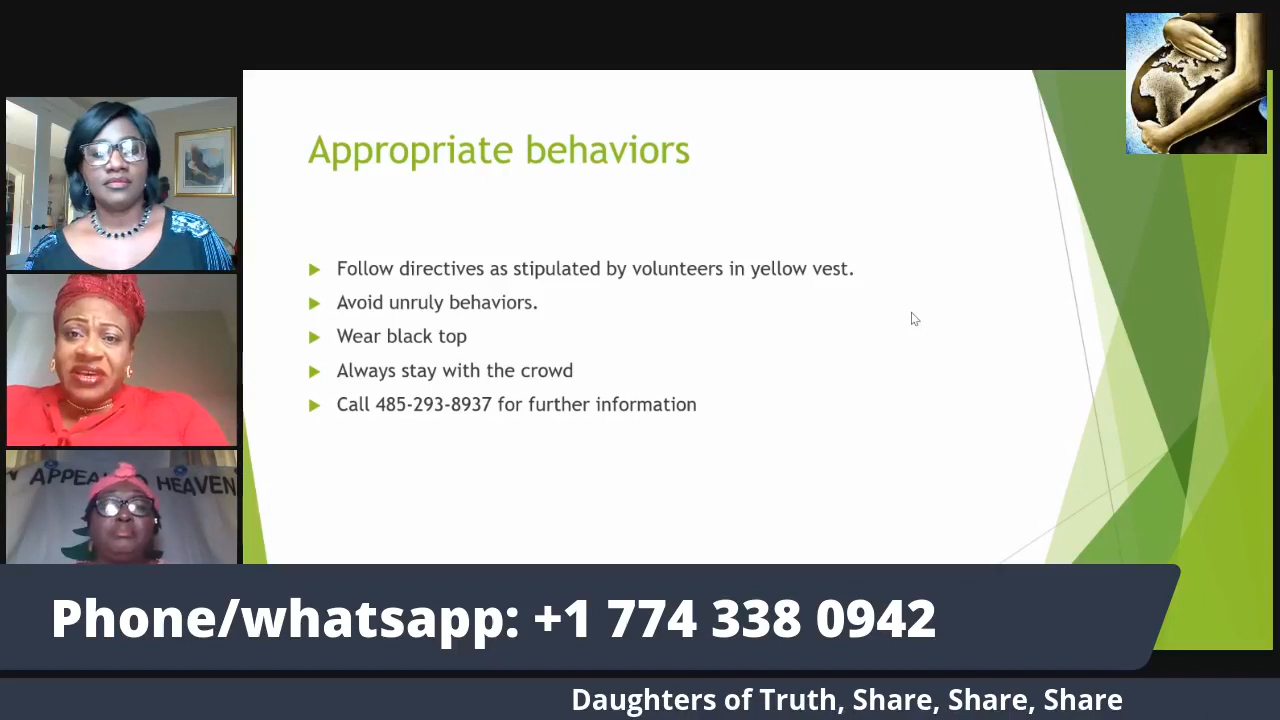 Appropriate behaviors
Follow directives as stipulated by volunteers in yellow vest.
Avoid unruly behaviors.
Wear black top
Always stay with the crowd
Call 485-293-8937 for further information
APPEAL TO HEAVEN
Phone/whatsapp: +1 774 338 0942
Daughters of Truth, Share, Share, Share